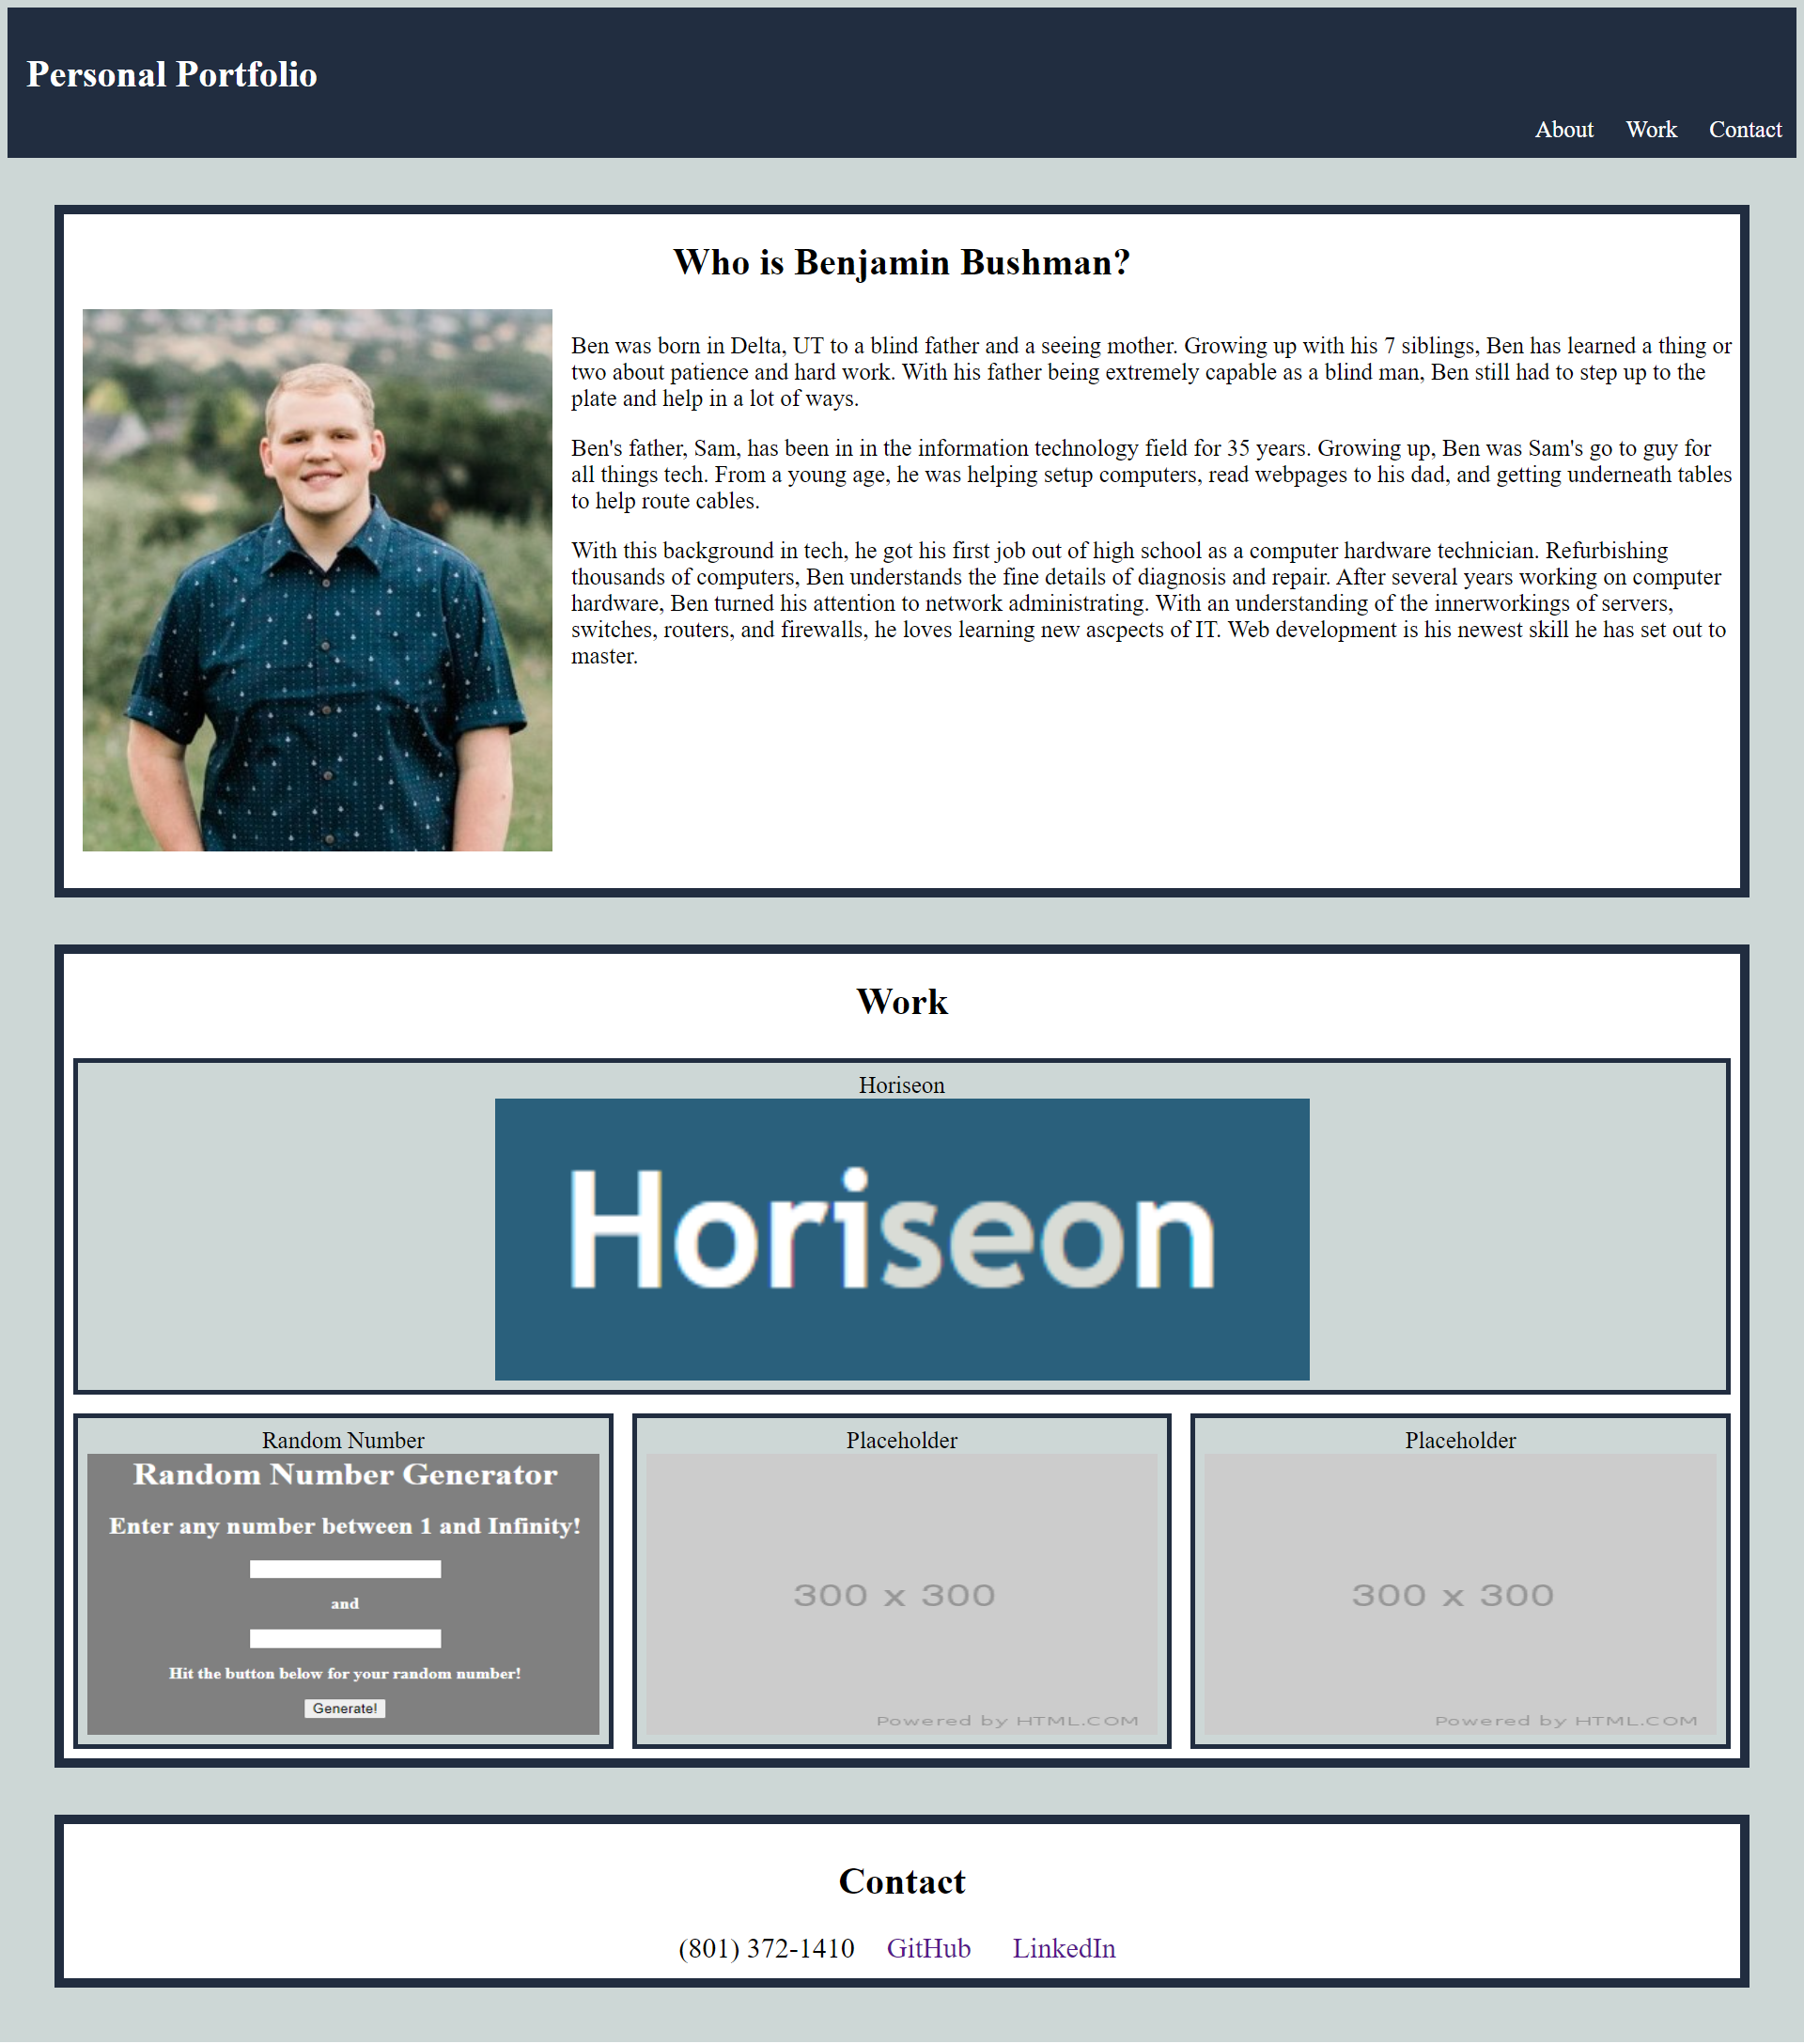 Personal Portfolio
About Work Contact
Who is Benjamin Bushman?
Ben was born in Delta, UT to a blind father and a seeing mother. Growing up with his 7 siblings, Ben has learned a thing or
two about patience and hard work. With his father being extremely capable as a blind man, Ben still had to step up to the
plate and help in a lot of ways.
Ben's father, Sam, has been in in the information technology field for 35 years. Growing up, Ben was Sam's go to guy for
all things tech. From a young age, he was helping setup computers, read webpages to his dad, and getting underneath tables
to help route cables.
With this background in tech, he got his first job out of high school as a computer hardware technician. Refurbishing
thousands of computers, Ben understands the fine details of diagnosis and repair. After several years working on computer
hardware, Ben turned his attention to network administrating. With an understanding of the innerworkings of servers,
switches, routers, and firewalls, he loves learning new ascpects of IT. Web development is his newest skill he has set out to
master.
Work
Horiseon
Horiseon
Random Number
Random Number Generator
Enter any number between 1 and Infinity!
and
Hit the button below for your random number!
Generate!
Placeholder
300 x 300
Powered by HTML.COM
Placeholder
300 x 300
Powered by HTML.COM
Contact
(801) 372-1410 GitHub LinkedIn